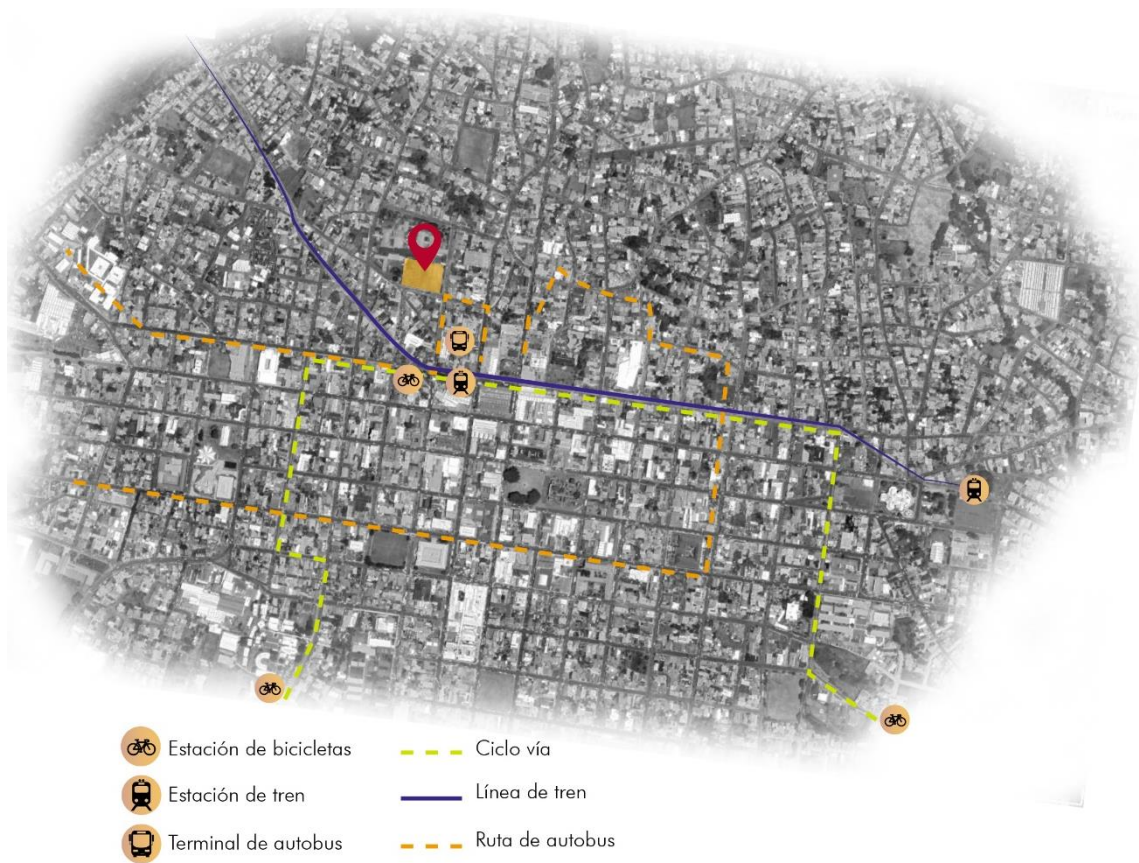 Estación de bicicletas
Ciclo vía
Estación de tren
Línea de tren
Terminal de autobus
Ruta de autobus